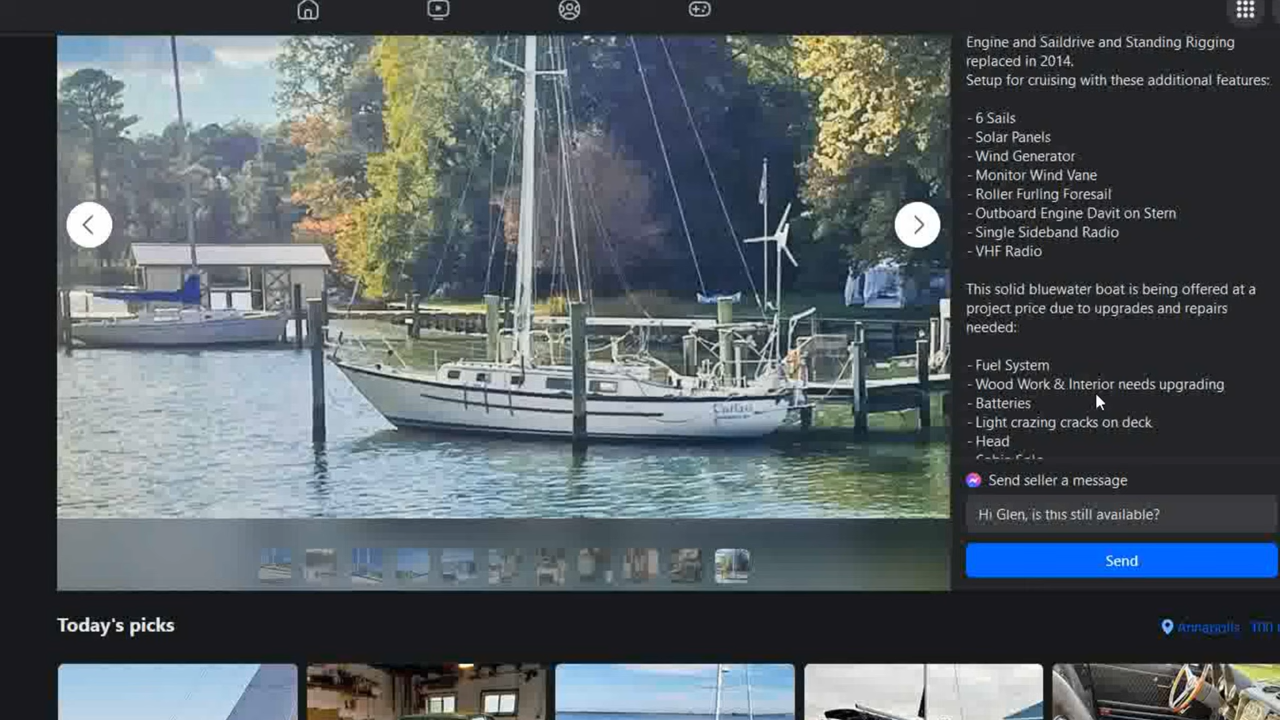 Engine and Saildrive and Standing Rigging
replaced in 2014.
Setup for cruising with these additional features:
- 6 Sails
- Solar Panels
- Wind Generator
- Monitor Wind Vane
- Roller Furling Foresail
- Outboard Engine Davit on Stern
- Single Sideband Radio
- VHF Radio
This solid bluewater boat is being offered at a
project price due to upgrades and repairs
needed:
- Fuel System
- Wood Work & Interior needs upgrading
- Batteries
- Light crazing cracks on deck
- Head
Send seller a message
Hi Glen, is this still available?
Send
Today's picks
Annapolis